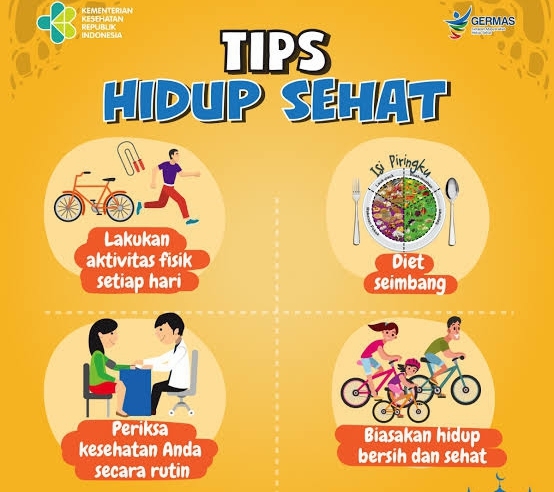 KEMENTERIAN
KESEHATAN
REPUBLIK
INDONESIA
GERMAS
TIPS
HIDUP SEHAT
Lakukan
aktivitas fisik
setiap hari
Isi Piringku
Diet
seimbang
Periksa
kesehatan Anda
secara rutin
Biasakan hidup
bersih dan sehat